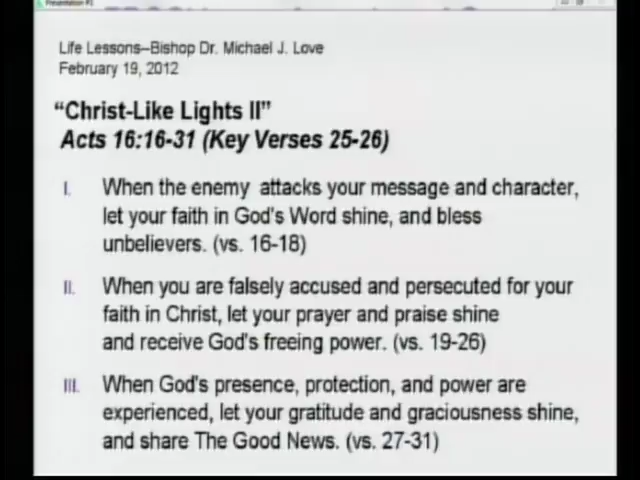 Presentation #1
Life Lessons–Bishop Dr. Michael J. Love
February 19, 2012
“Christ-Like Lights II”
Acts 16:16-31 (Key Verses 25-26)
I. When the enemy attacks your message and character,
let your faith in God's Word shine, and bless
unbelievers. (vs. 16-18)
II. When you are falsely accused and persecuted for your
faith in Christ, let your prayer and praise shine
and receive God's freeing power. (vs. 19-26)
III. When God's presence, protection, and power are
experienced, let your gratitude and graciousness shine,
and share The Good News. (vs. 27-31)